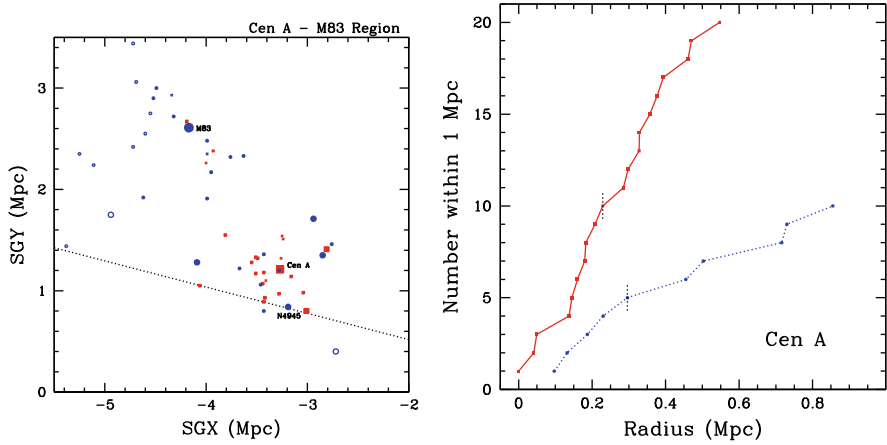 Cen A – M83 Region
3
2
1
0
SGY (Mpc)
M83
Cen A
N4945
−5
−4
−3
−2
SGX (Mpc)
20
15
10
5
0
Number within 1 Mpc
Cen A
0
0.2
0.4
0.6
0.8
Radius (Mpc)